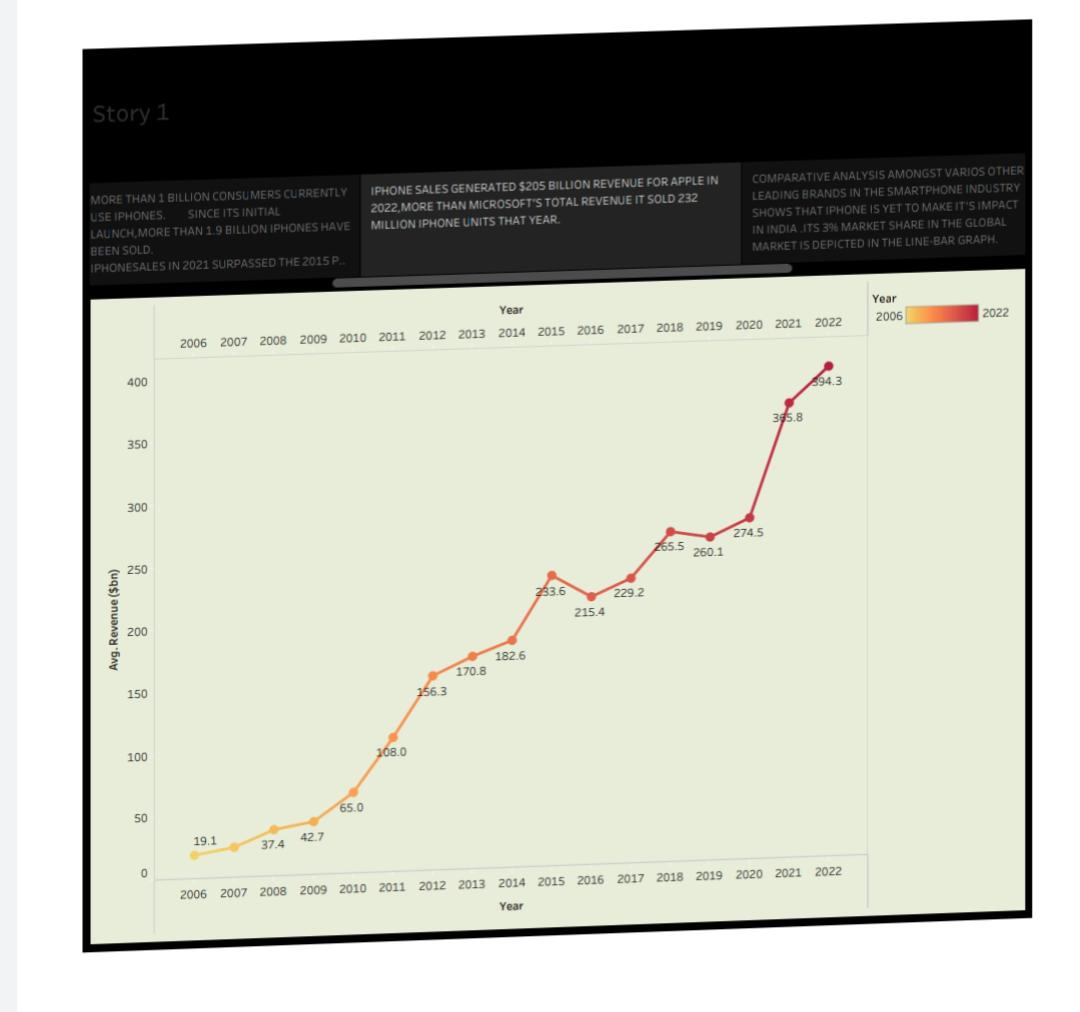 Story 1
MORE THAN 1 BILLION CONSUMERS CURRENTLY
USE IPHONES. SINCE ITS INITIAL
LAUNCH,MORE THAN 1.9 BILLION IPHONES HAVE
BEEN SOLD.
IPHONESALES IN 2021 SURPASSED THE 2015 P..
IPHONE SALES GENERATED $205 BILLION REVENUE FOR APPLE IN
2022,MORE THAN MICROSOFT'S TOTAL REVENUE IT SOLD 232
MILLION IPHONE UNITS THAT YEAR.
COMPARATIVE ANALYSIS AMONGST VARIOS OTHER
LEADING BRANDS IN THE SMARTPHONE INDUSTRY
SHOWS THAT IPHONE IS YET TO MAKE IT'S IMPACT
IN INDIA .ITS 3% MARKET SHARE IN THE GLOBAL
MARKET IS DEPICTED IN THE LINE-BAR GRAPH.
Year
2006 2007 2008 2009 2010 2011 2012 2013 2014 2015 2016 2017 2018 2019 2020 2021 2022
Year
2006 2022
Avg. Revenue ($bn)
400
350
300
250
200
150
100
50
0
19.1
37.4
42.7
65.0
108.0
156.3
170.8
182.6
233.6
215.4
229.2
265.5
260.1
274.5
365.8
394.3
2006 2007 2008 2009 2010 2011 2012 2013 2014 2015 2016 2017 2018 2019 2020 2021 2022
Year